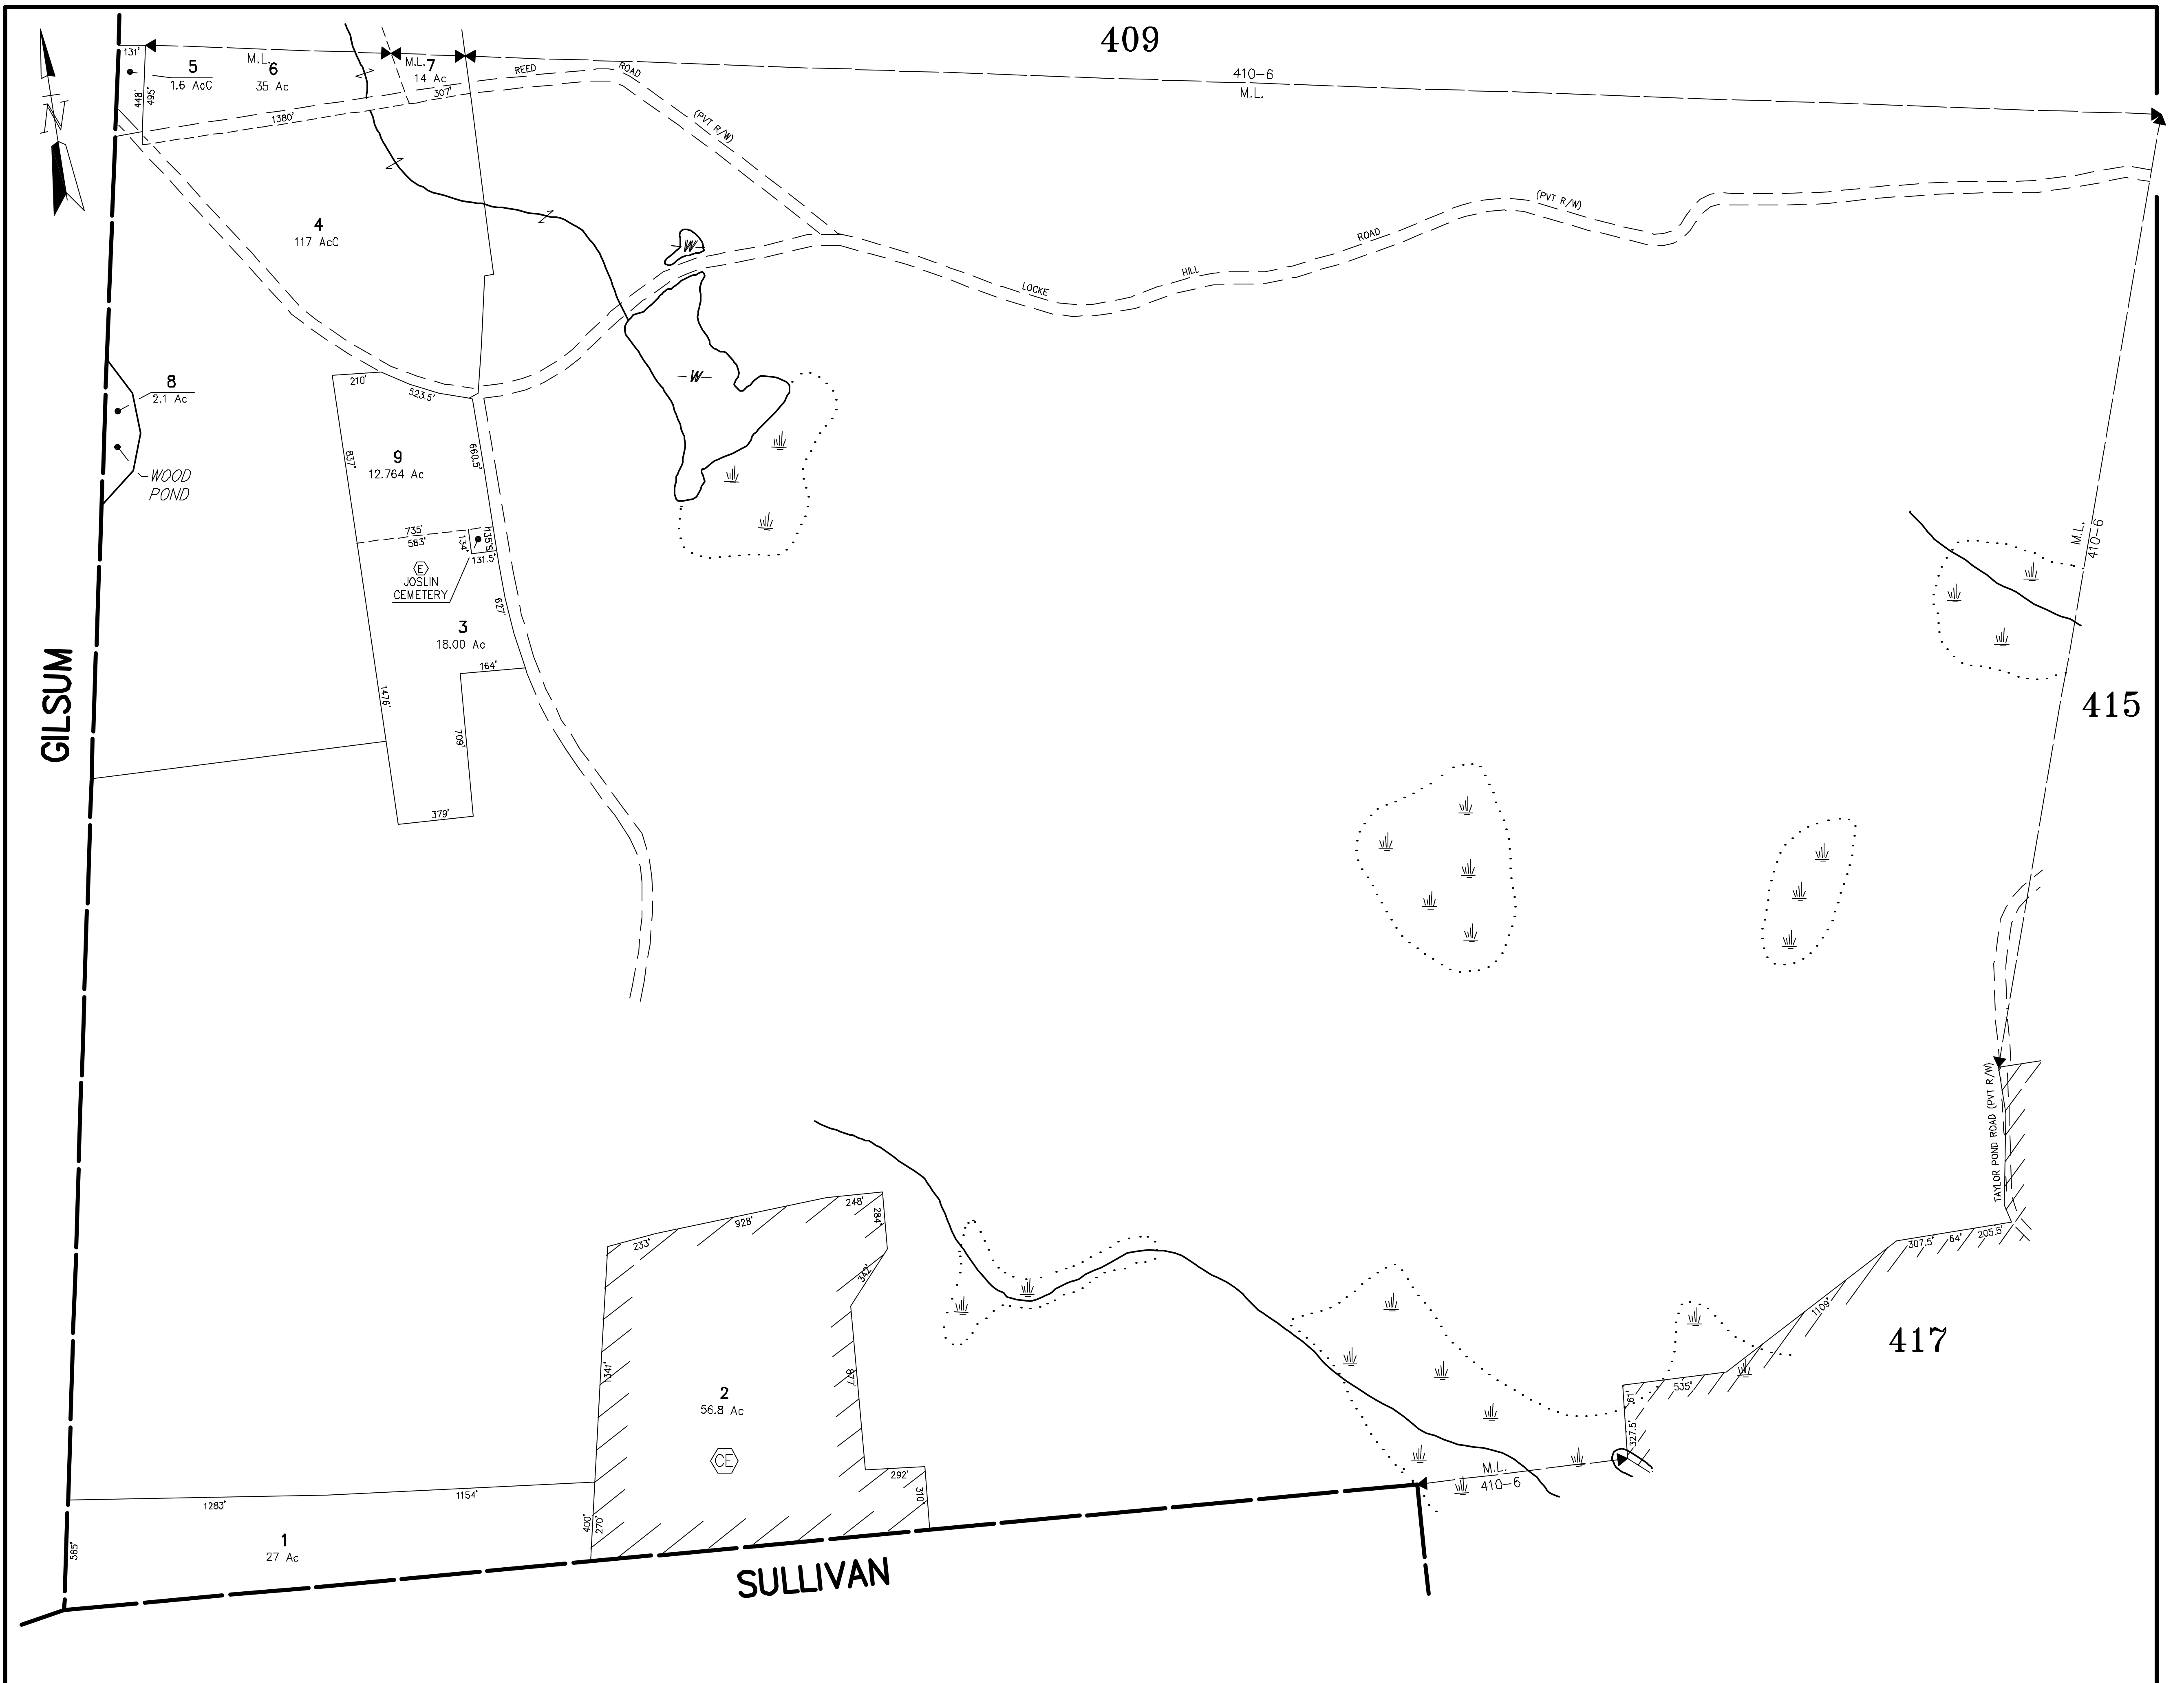 409
N
131'
5
1.6 AcC
M.L.
6
35 Ac
M.L.
7
14 Ac
REED
ROAD
410-6
M.L.
448'
495'
1380'
307'
(PVT R/W)
4
117 AcC
W
(PVT R/W)
ROAD
HILL
LOCKE
8
2.1 Ac
210'
523.5'
W
WOOD
POND
837'
9
12.764 Ac
660.5'
735'
583'
134'
135'S
131.5'
E
JOSLIN
CEMETERY
627'
3
18.00 Ac
164'
M.L.
410-6
GILSUM
1476'
709'
379'
415
TAYLOR POND ROAD (PVT R/W)
233'
928'
248'
284'
342'
307.5'
64'
205.5'
1109'
417
1341'
2
56.8 Ac
877'
CE
535'
61'
327.5'
M.L.
410-6
292'
310'
1283'
1154'
400'
270'
565'
1
27 Ac
SULLIVAN